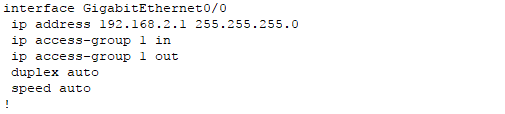 interface GigabitEthernet0/0
 ip address 192.168.2.1 255.255.255.0
 ip access-group 1 in
 ip access-group 1 out
 duplex auto
 speed auto
!